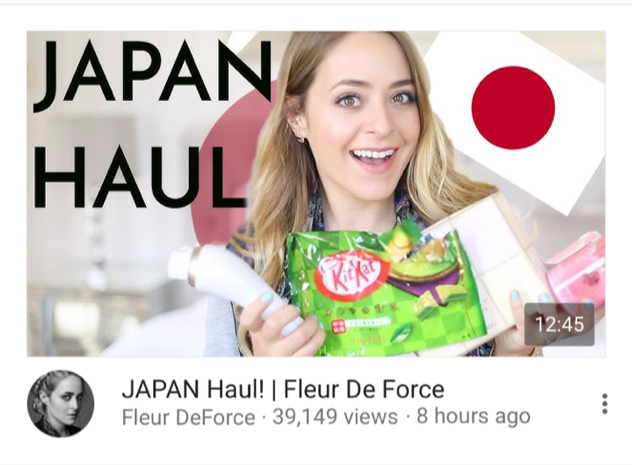 JAPAN
HAUL
KitKat
12:45
JAPAN Haul! | Fleur De Force
Fleur DeForce · 39,149 views · 8 hours ago